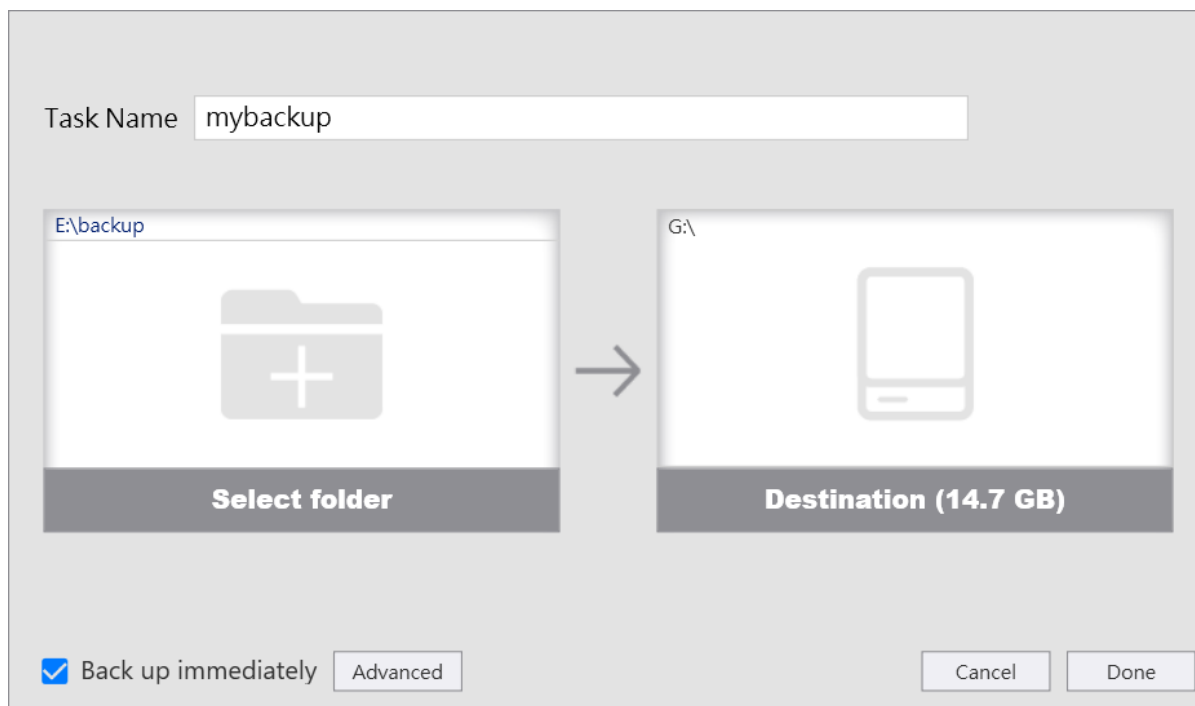 Task Name mybackup
E:\backup
G:\
Select folder
Destination (14.7 GB)
Back up immediately Advanced Cancel Done